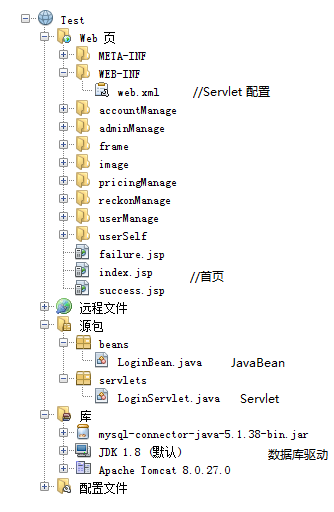 Test
Web 页
META-INF
WEB-INF
web.xml //Servlet 配置
accountManage
adminManage
frame
image
pricingManage
reckonManage
userManage
userSelf
failure.jsp
index.jsp //首页
success.jsp
远程文件
源包
beans
LoginBean.java JavaBean
servlets
LoginServlet.java Servlet
库
mysql-connector-java-5.1.38-bin.jar
JDK 1.8 (默认) 数据库驱动
Apache Tomcat 8.0.27.0
配置文件